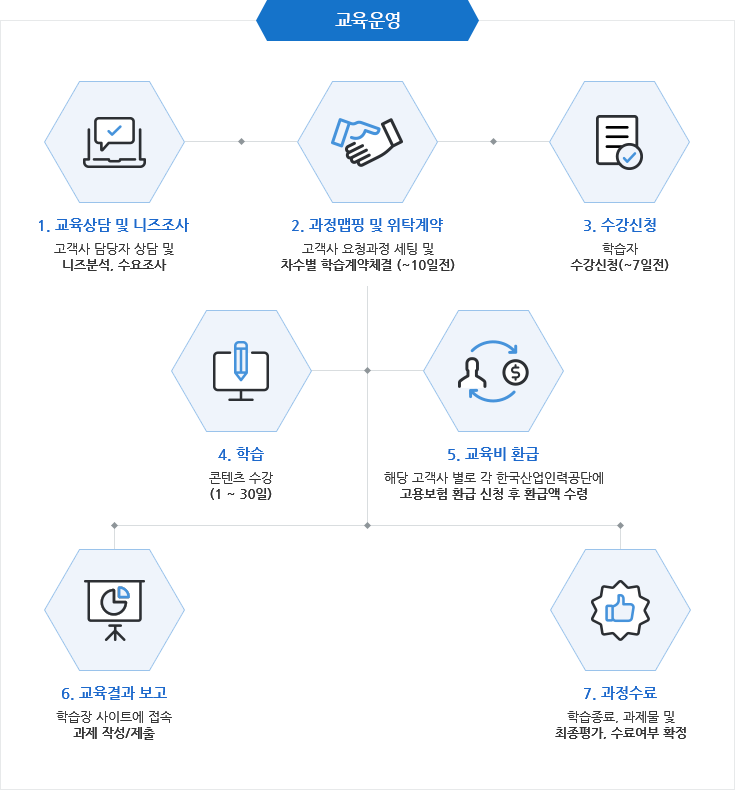 교육운영
1. 교육상담 및 니즈조사
고객사 담당자 상담 및
니즈분석, 수요조사
2. 과정맵핑 및 위탁계약
고객사 요청과정 세팅 및
차수별 학습계약체결 (~10일전)
3. 수강신청
학습자
수강신청(~7일전)
4. 학습
콘텐츠 수강
(1 ~ 30일)
5. 교육비 환급
해당 고객사 별로 각 한국산업인력공단에
고용보험 환급 신청 후 환급액 수령
6. 교육결과 보고
학습장 사이트에 접속
과제 작성/제출
7. 과정수료
학습종료, 과제물 및
최종평가, 수료여부 확정